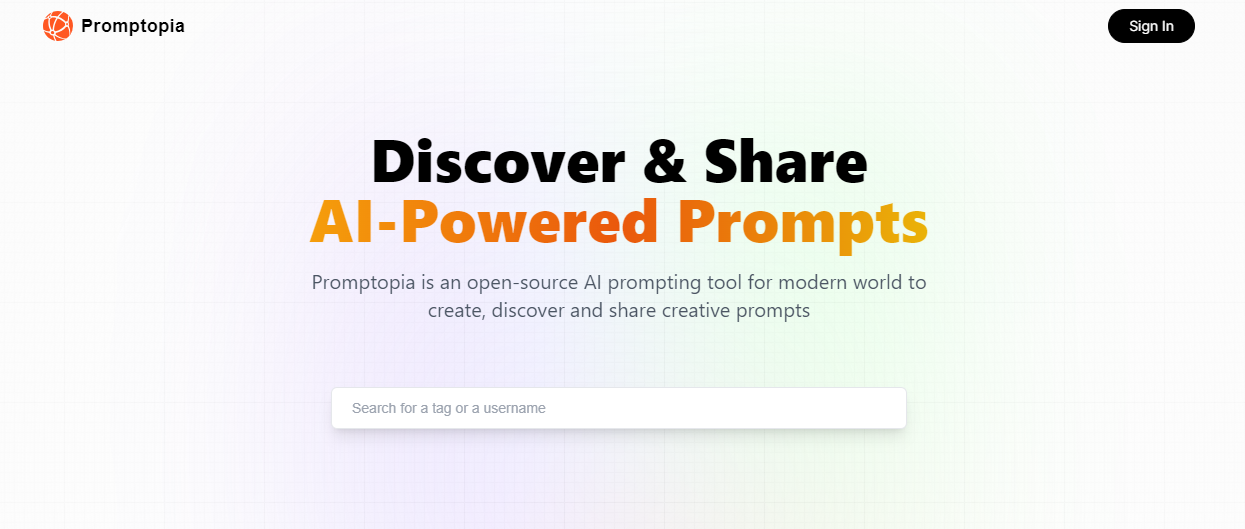 Promptopia
Sign In
Discover & Share
AI-Powered Prompts
Promptopia is an open-source AI prompting tool for modern world to
create, discover and share creative prompts
Search for a tag or a username